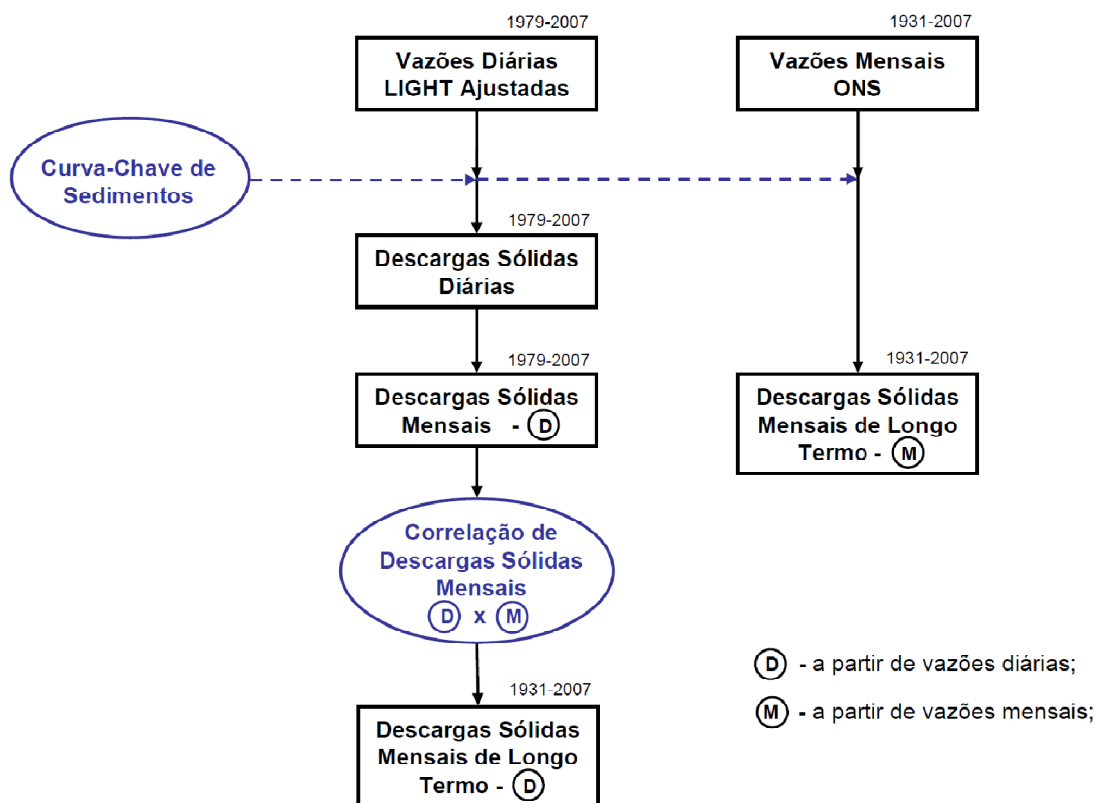 1979-2007
Vazões Diárias
LIGHT Ajustadas
1931-2007
Vazões Mensais
ONS
Curva-Chave de
Sedimentos
1979-2007
Descargas Sólidas
Diárias
1979-2007
Descargas Sólidas
Mensais - D
1931-2007
Descargas Sólidas
Mensais de Longo
Termo - M
Correlação de
Descargas Sólidas
Mensais
D x M
1931-2007
Descargas Sólidas
Mensais de Longo
Termo - D
D - a partir de vazões diárias;
M - a partir de vazões mensais;